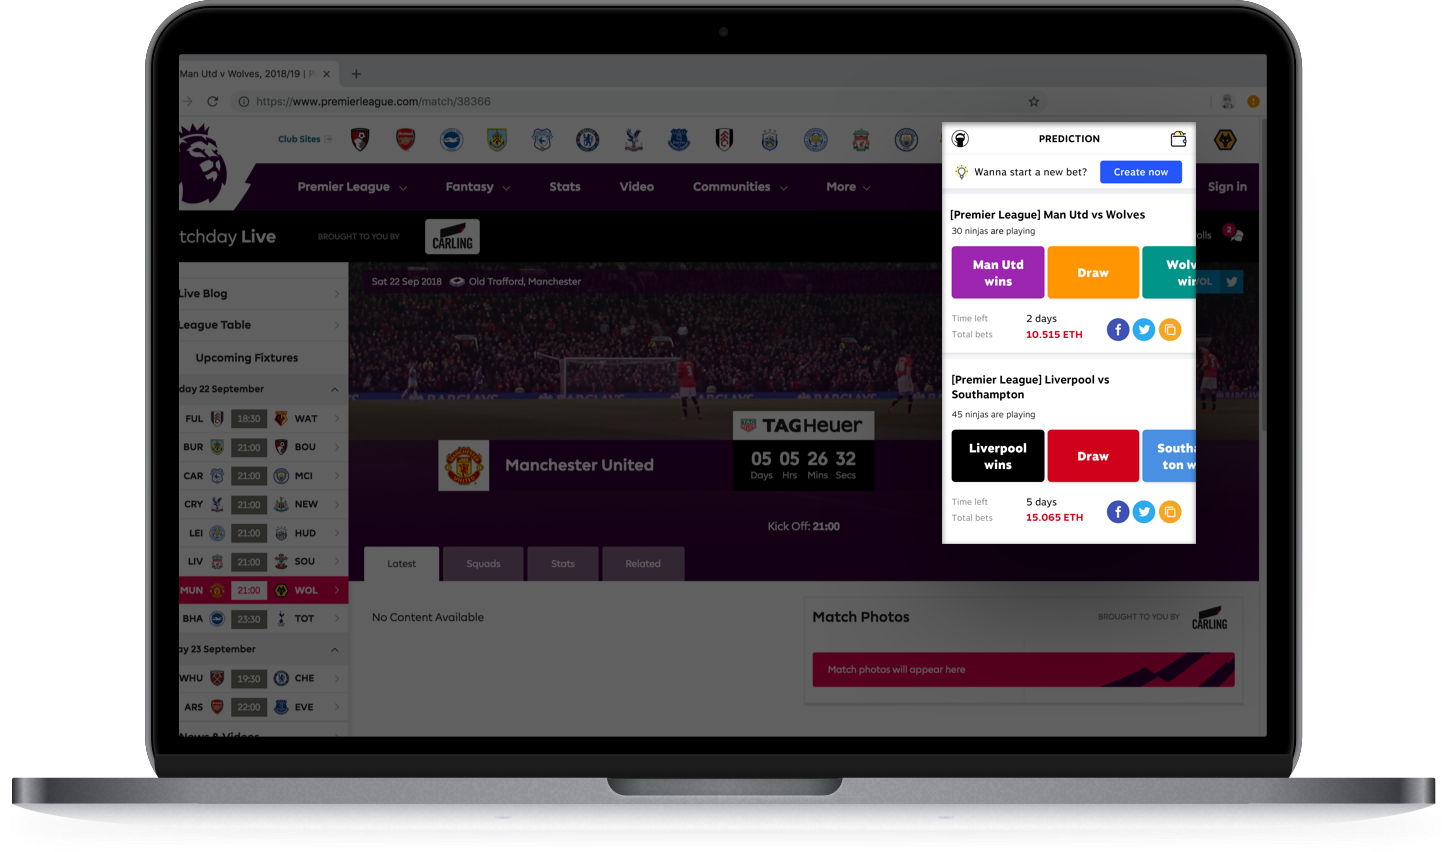 Man Utd v Wolves, 2018/19 | P
https://www.premierleague.com/match/38366
Club Sites
Premier League
Fantasy
Stats
Video
Communities
More
Sign in
tchday Live
BROUGHT TO YOU BY
CARLING
olls
2
Live Blog
League Table
Upcoming Fixtures
day 22 September
FUL 18:30 WAT
BUR 21:00 BOU
CAR 21:00 MCI
CRY 21:00 NEW
LEI 21:00 HUD
LIV 21:00 SOU
MUN 21:00 WOL
BHA 23:30 TOT
ay 23 September
WHU 19:30 CHE
ARS 22:00 EVE
News & Videos
Sat 22 Sep 2018 Old Trafford, Manchester
OL
BARCLAYS
TAGHeuer
Manchester United
05 05 26 32
Days Hrs Mins Secs
Kick Off: 21:00
Latest
Squads
Stats
Related
No Content Available
Match Photos
BROUGHT TO YOU BY
CARLING
Match photos will appear here
PREDICTION
Wanna start a new bet?
Create now
[Premier League] Man Utd vs Wolves
30 ninjas are playing
Man Utd
wins
Draw
Wolv
win
Time left 2 days
Total bets 10.515 ETH
[Premier League] Liverpool vs
Southampton
45 ninjas are playing
Liverpool
wins
Draw
Southa
ton w
Time left 5 days
Total bets 15.065 ETH